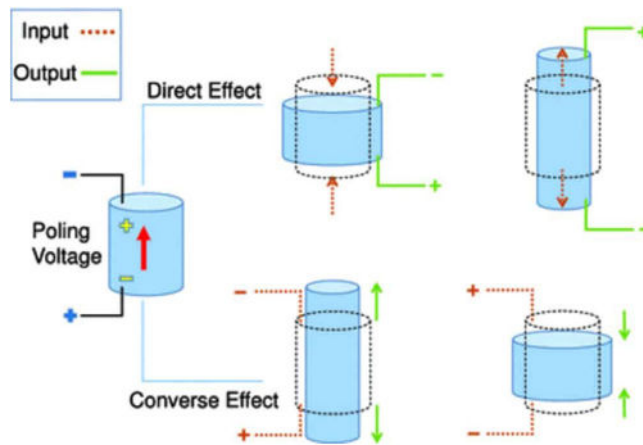 Input
Output
Direct Effect
-
+
+
-
-
+
Poling
Voltage
-
+
-
+
+
-
Converse Effect